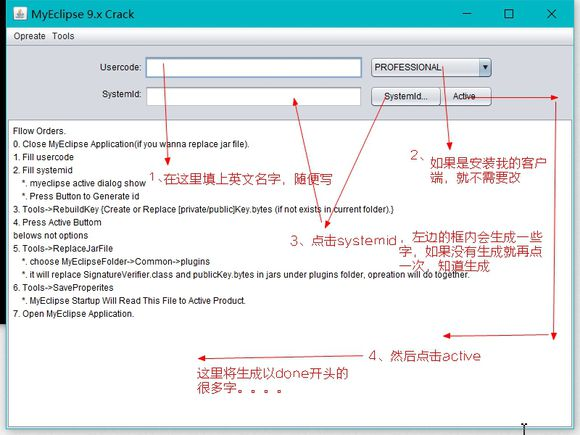 MyEclipse 9.x Crack
Opreate Tools
Usercode:
PROFESSIONAL
SystemId:
SystemId...
Active
Fllow Orders.
0. Close MyEclipse Application(if you wanna replace jar file).
1. Fill usercode
2. Fill systemid
*. myeclipse active dialog show
*. Press Button to Generate id
3. Tools->RebuildKey {Create or Replace [private/public]Key.bytes (if not exists in current folder).}
4. Press Active Buttom
belows not options
5. Tools->ReplaceJarFile
*. choose MyEclipseFolder->Common->plugins
*. it will replace SignatureVerifier.class and publicKey.bytes in jars under plugins folder, opreation will do together.
6. Tools->SaveProperites
*. MyEclipse Startup Will Read This File to Active Product.
7. Open MyEclipse Application.
1、在这里填上英文名字，随便写
2、如果是安装我的客户
端，就不需要改
3、点击systemid，左边的框内会生成一些
字，如果没有生成就再点
一次，知道生成
4、然后点击active
这里将生成以done开头的
很多字。。。。